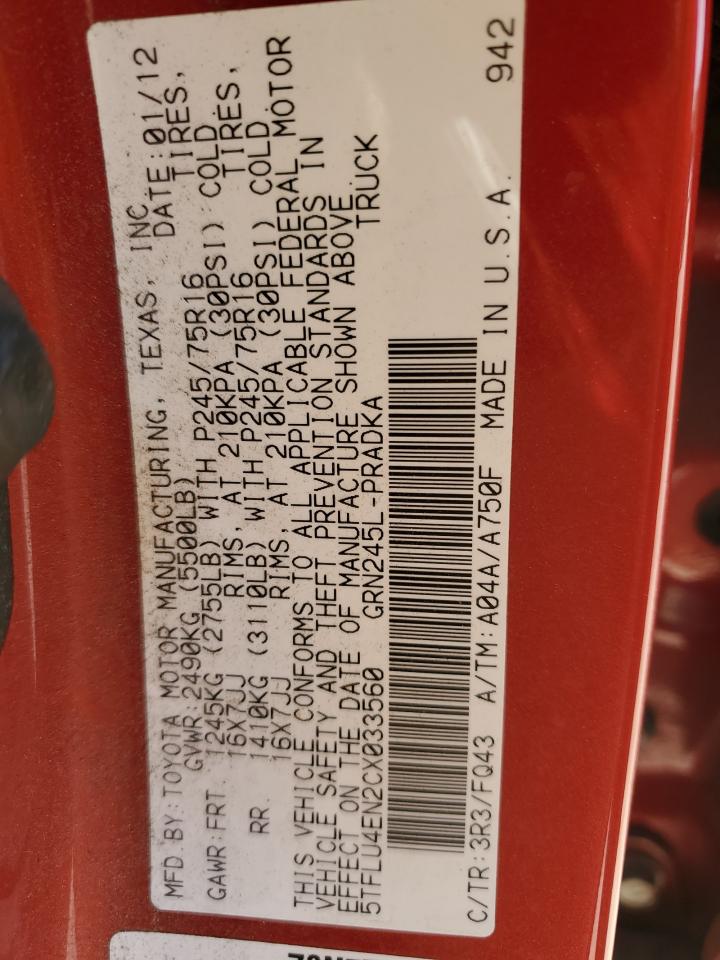 MFD. BY: TOYOTA MOTOR MANUFACTURING, TEXAS, INC
GVWR: 2490KG (5500LB) DATE: 01/12
GAWR: FRT. 1245KG (2755LB) WITH P245/75R16 TIRES,
16X7JJ RIMS, AT 210KPA (30PSI) COLD
RR. 1410KG (3110LB) WITH P245/75R16 TIRES,
16X7JJ RIMS, AT 210KPA (30PSI) COLD
THIS VEHICLE CONFORMS TO ALL APPLICABLE FEDERAL MOTOR
VEHICLE SAFETY AND THEFT PREVENTION STANDARDS IN
EFFECT ON THE DATE OF MANUFACTURE SHOWN ABOVE.
5TFLU4EN2CX033560 GRN245L-PRADKA TRUCK
C/TR: 3R3/FQ43 A/TM: A04A/A750F MADE IN U.S.A. 942